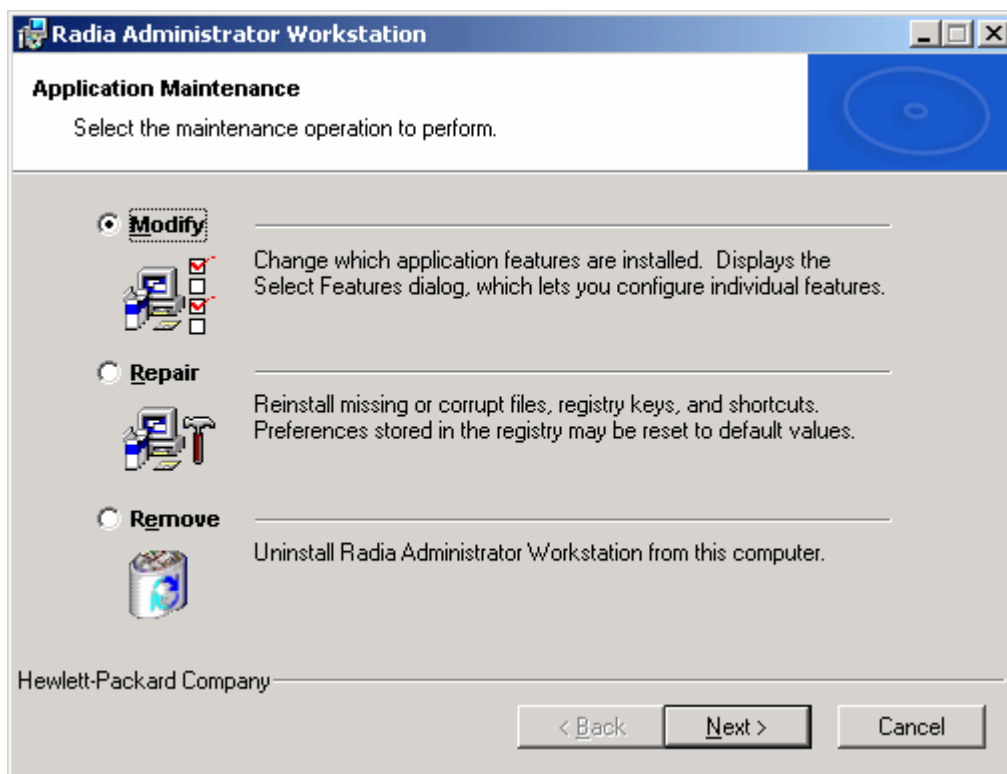 Radia Administrator Workstation
Application Maintenance
Select the maintenance operation to perform.
Modify
Change which application features are installed. Displays the
Select Features dialog, which lets you configure individual features.
Repair
Reinstall missing or corrupt files, registry keys, and shortcuts.
Preferences stored in the registry may be reset to default values.
Remove
Uninstall Radia Administrator Workstation from this computer.
Hewlett-Packard Company
< Back Next > Cancel